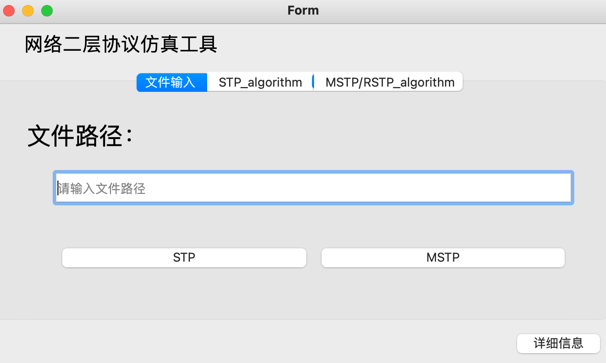 Form
网络二层协议仿真工具
文件输入 STP_algorithm MSTP/RSTP_algorithm
文件路径：
请输入文件路径
STP MSTP
详细信息